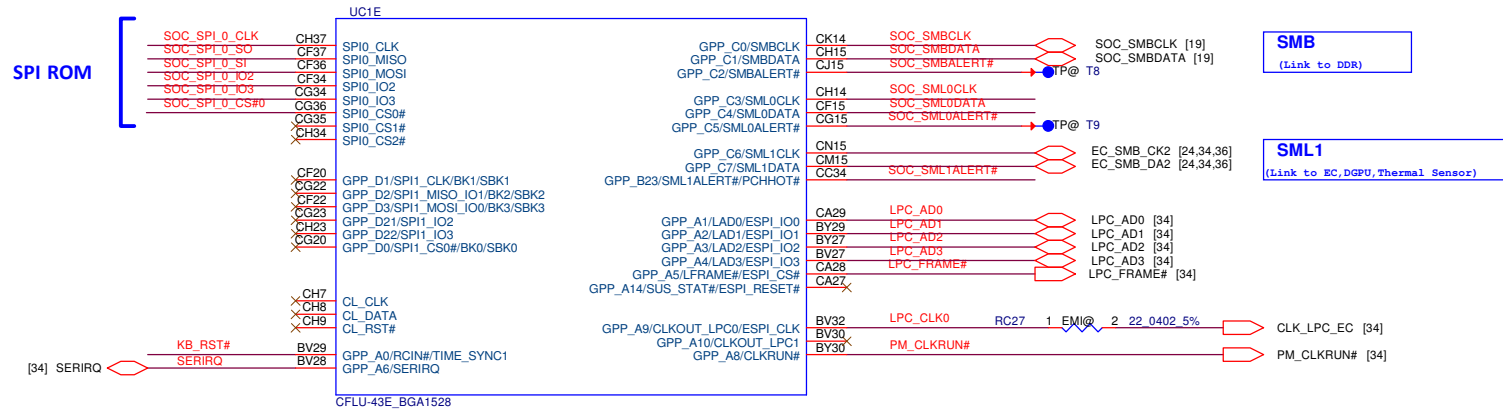 UC1E
SPI ROM
SOC_SPI_0_CLK CH37 SPI0_CLK
SOC_SPI_0_SO CF37 SPI0_MISO
SOC_SPI_0_SI CF36 SPI0_MOSI
SOC_SPI_0_IO2 CF34 SPI0_IO2
SOC_SPI_0_IO3 CG34 SPI0_IO3
SOC_SPI_0_CS#0 CG36 SPI0_CS0#
CG35 SPI0_CS1#
CH34 SPI0_CS2#
CF20 GPP_D1/SPI1_CLK/BK1/SBK1
CG22 GPP_D2/SPI1_MISO_IO1/BK2/SBK2
CF22 GPP_D3/SPI1_MOSI_IO0/BK3/SBK3
CG23 GPP_D21/SPI1_IO2
CH23 GPP_D22/SPI1_IO3
CG20 GPP_D0/SPI1_CS0#/BK0/SBK0
CH7 CL_CLK
CH8 CL_DATA
CH9 CL_RST#
KB_RST# BV29 GPP_A0/RCIN#/TIME_SYNC1
[34] SERIRQ SERIRQ BV28 GPP_A6/SERIRQ
GPP_C0/SMBCLK CK14 SOC_SMBCLK SOC_SMBCLK [19]
GPP_C1/SMBDATA CH15 SOC_SMBDATA SOC_SMBDATA [19]
GPP_C2/SMBALERT# CJ15 SOC_SMBALERT# TP@ T8
GPP_C3/SML0CLK CH14 SOC_SML0CLK
GPP_C4/SML0DATA CF15 SOC_SML0DATA
GPP_C5/SML0ALERT# CG15 SOC_SML0ALERT# TP@ T9
GPP_C6/SML1CLK CN15 EC_SMB_CK2 [24,34,36]
GPP_C7/SML1DATA CM15 EC_SMB_DA2 [24,34,36]
GPP_B23/SML1ALERT#/PCHHOT# CC34 SOC_SML1ALERT#
GPP_A1/LAD0/ESPI_IO0 CA29 LPC_AD0 LPC_AD0 [34]
GPP_A2/LAD1/ESPI_IO1 BY29 LPC_AD1 LPC_AD1 [34]
GPP_A3/LAD2/ESPI_IO2 BY27 LPC_AD2 LPC_AD2 [34]
GPP_A4/LAD3/ESPI_IO3 BV27 LPC_AD3 LPC_AD3 [34]
GPP_A5/LFRAME#/ESPI_CS# CA28 LPC_FRAME# LPC_FRAME# [34]
GPP_A14/SUS_STAT#/ESPI_RESET# CA27
GPP_A9/CLKOUT_LPC0/ESPI_CLK BV32 LPC_CLK0 RC27 1 EMI@ 2 22_0402_5% CLK_LPC_EC [34]
GPP_A10/CLKOUT_LPC1 BV30
GPP_A8/CLKRUN# BY30 PM_CLKRUN# PM_CLKRUN# [34]
SMB
(Link to DDR)
SML1
(Link to EC,DGPU,Thermal Sensor)
CFLU-43E_BGA1528